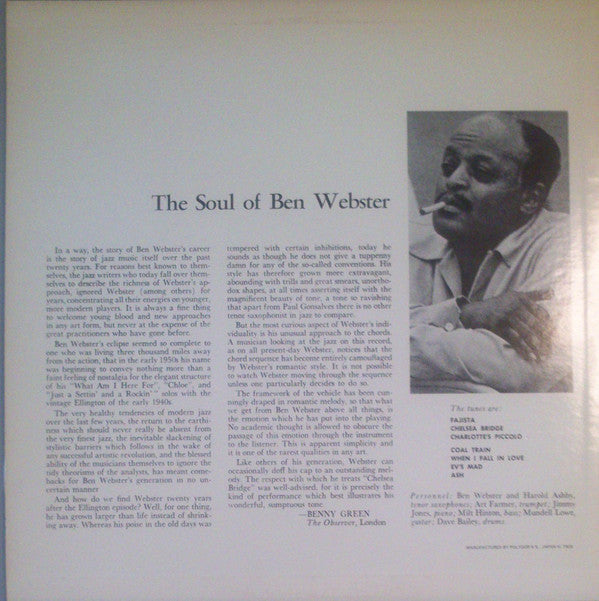 The Soul of Ben Webster
In a way, the story of Ben Webster's career
is the story of jazz music itself over the past
twenty years. For reasons best known to them-
selves, the jazz writers who today fall over them-
selves to describe the richness of Webster's ap-
proach, ignored Webster (among others) for
years, concentrating all their energies on younger,
more modern players. It is always a fine thing
to welcome young blood and new approaches
in any art form, but never at the expense of the
great practitioners who have gone before.
Ben Webster's eclipse seemed so complete to
one who was living three thousand miles away
from the action, that in the early 1950s his name
was beginning to convey nothing more than a
faint feeling of nostalgia for the elegant structure
of his "What Am I Here For", "Chloe", and
"Just a Settin' and a Rockin'" solos with the
vintage Ellington of the early 1940s
The very healthy tendencies of modern jazz
over the last few years, the return to the earthi-
ness which should never really be absent from
the very finest jazz, the inevitable slackening of
stylistic barriers which follows in the wake of
any successful artistic revolution, and the blessed
ability of the musicians themselves to ignore the
tidy theorisms of the analysts, has meant come-
backs for Ben Webster's generation in no un-
certain manner
And how do we find Webster twenty years
after the Ellington episode? Well, for one thing,
he has grown larger than life instead of shrink-
ing away. Whereas his poise in the old days was
tempered with certain inhibitions, today he
sounds as though he does not give a tuppenny
damn for any of the so-called conventions. His
style has therefore grown more extravagant,
abounding with trills and great smears, unortho-
dox shapes, at all times asserting itself with the
magnificent beauty of tone, a tone so ravishing
that apart from Paul Gonsalves there is no other
tenor saxophonist in jazz to compare.
But the most curious aspect of Webster's indi-
viduality is his unusual approach to the chords.
A musician looking at the jazz on this record,
as on all present-day Webster, notices that the
chord sequence has become entirely camouflaged
by Webster's romantic style. It is not possible
to watch Webster moving through the sequence
unless one particularly decides to do so.
The framework of the vehicle has been cun-
ningly draped in romantic melody, so that what
we get from Ben Webster above all things, is
the emotion which he has put into the playing.
No academic thought is allowed to obscure the
passage of this emotion through the instrument
to the listener. This is apparent simplicity and
it is one of the rarest qualities in any art.
Like others of his generation, Webster can
occasionally doff his cap to an outstanding mel-
ody. The respect with which he treats "Chelsea
Bridge" was well-advised, for it is precisely the
kind of performance which best illustrates his
wonderful, sumptuous tone
—BENNY GREEN
The Observer, London
The tunes are:
FAJISTA
CHELSEA BRIDGE
CHARLOTTE'S PICCOLO
COAL TRAIN
WHEN I FALL IN LOVE
EV'S MAD
ASH
Personnel: Ben Webster and Harold Ashby,
tenor saxophones; Art Farmer, trumpet; Jimmy
Jones, piano; Milt Hinton, bass; Mundell Lowe,
guitar; Dave Bailey, drums.
MANUFACTURED BY POLYDOR K.K., JAPAN